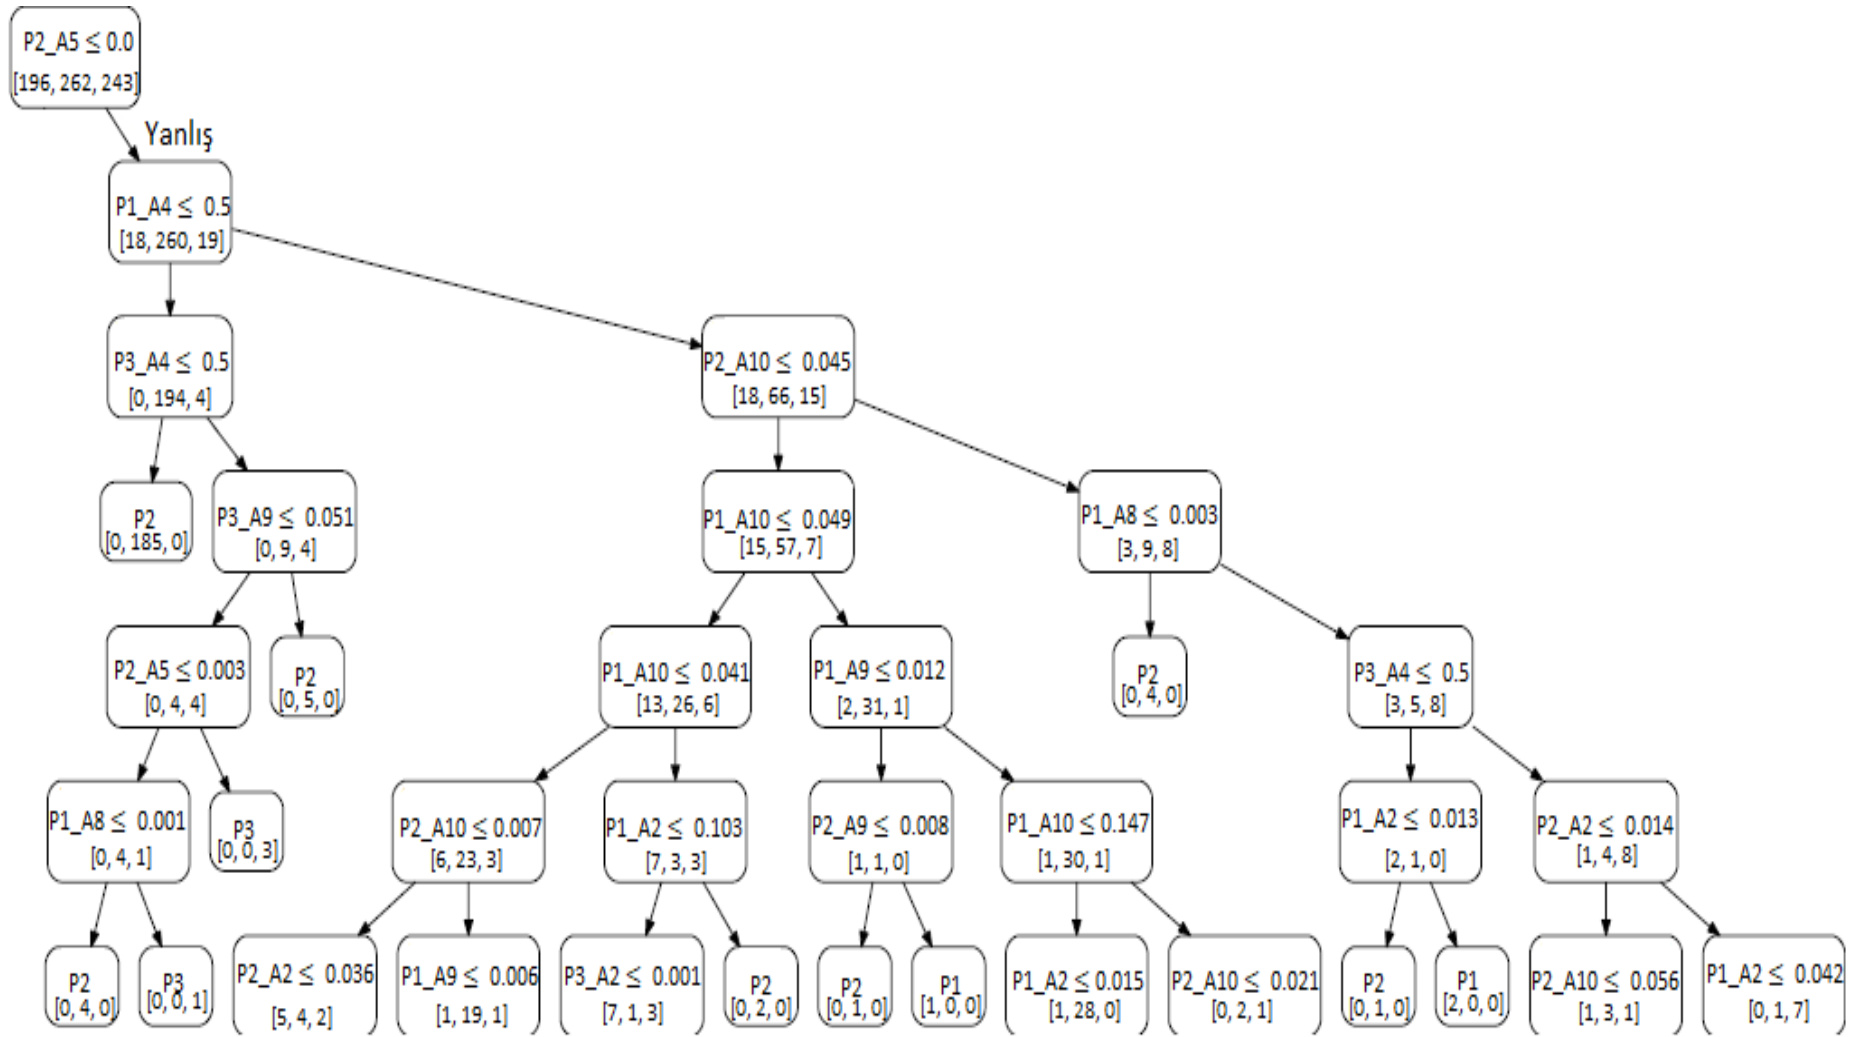 P2_A5 ≤ 0.0
[196, 262, 243]
Yanlış
P1_A4 ≤ 0.5
[18, 260, 19]
P3_A4 ≤ 0.5
[0, 194, 4]
P2_A10 ≤ 0.045
[18, 66, 15]
P2
[0, 185, 0]
P3_A9 ≤ 0.051
[0, 9, 4]
P1_A10 ≤ 0.049
[15, 57, 7]
P1_A8 ≤ 0.003
[3, 9, 8]
P2_A5 ≤ 0.003
[0, 4, 4]
P2
[0, 5, 0]
P1_A10 ≤ 0.041
[13, 26, 6]
P1_A9 ≤ 0.012
[2, 31, 1]
P2
[0, 4, 0]
P3_A4 ≤ 0.5
[3, 5, 8]
P1_A8 ≤ 0.001
[0, 4, 1]
P3
[0, 0, 3]
P2_A10 ≤ 0.007
[6, 23, 3]
P1_A2 ≤ 0.103
[7, 3, 3]
P2_A9 ≤ 0.008
[1, 1, 0]
P1_A10 ≤ 0.147
[1, 30, 1]
P1_A2 ≤ 0.013
[2, 1, 0]
P2_A2 ≤ 0.014
[1, 4, 8]
P2
[0, 4, 0]
P3
[0, 0, 1]
P2_A2 ≤ 0.036
[5, 4, 2]
P1_A9 ≤ 0.006
[1, 19, 1]
P3_A2 ≤ 0.001
[7, 1, 3]
P2
[0, 2, 0]
P2
[0, 1, 0]
P1
[1, 0, 0]
P1_A2 ≤ 0.015
[1, 28, 0]
P2_A10 ≤ 0.021
[0, 2, 1]
P2
[0, 1, 0]
P1
[2, 0, 0]
P2_A10 ≤ 0.056
[1, 3, 1]
P1_A2 ≤ 0.042
[0, 1, 7]